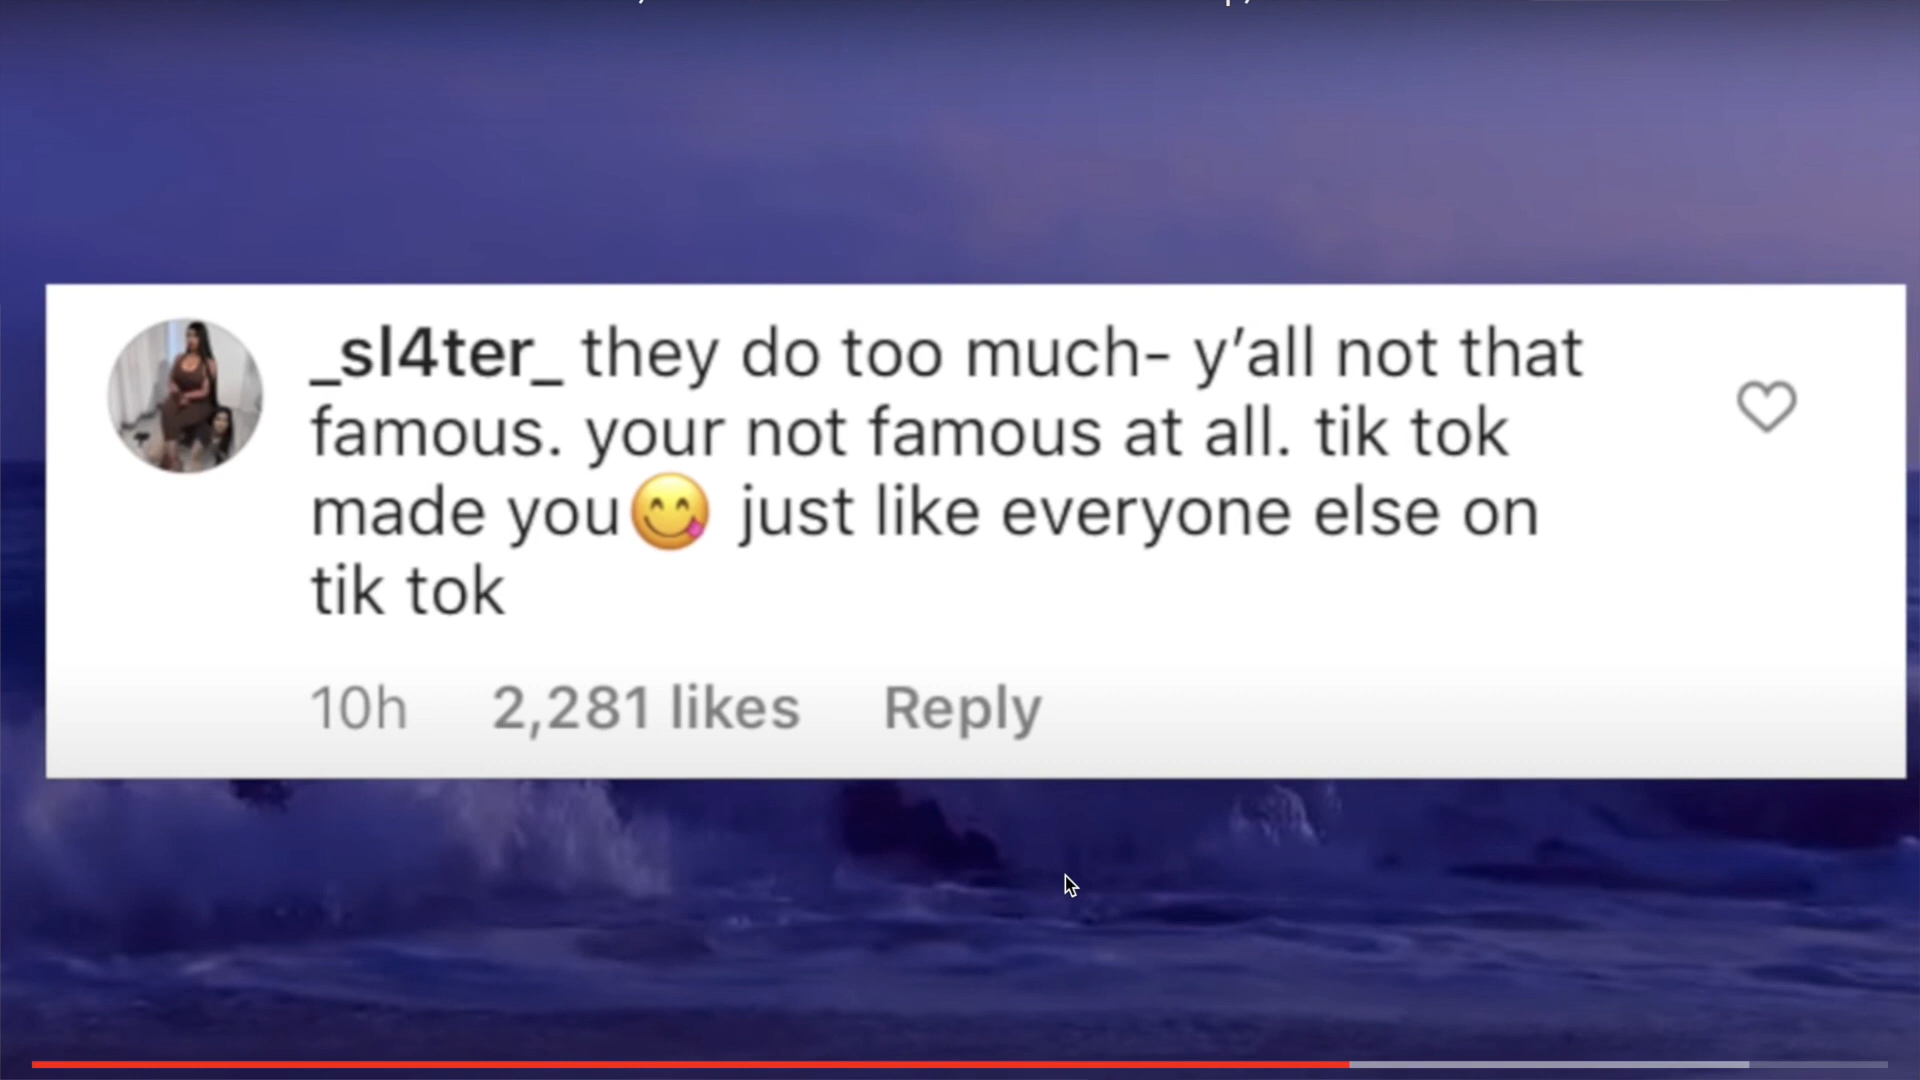 _sl4ter_ they do too much- y’all not that
famous. your not famous at all. tik tok
made you😋 just like everyone else on
tik tok
10h 2,281 likes Reply